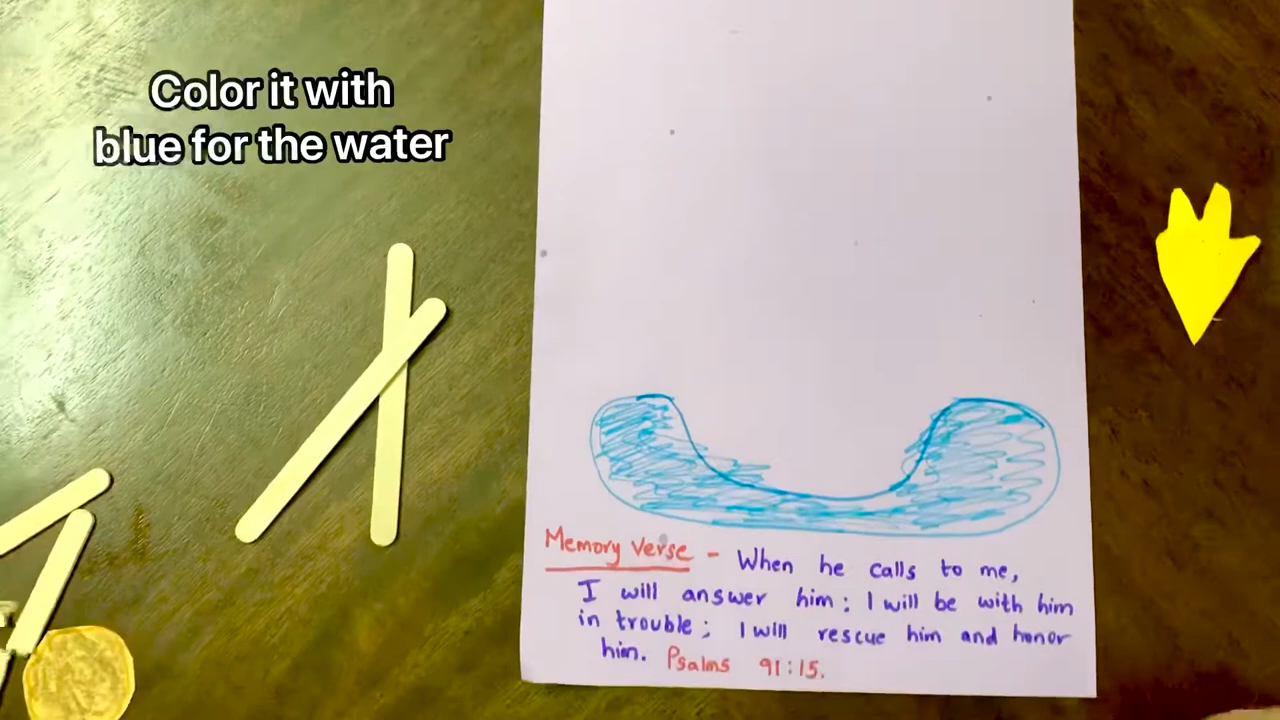 Color it with
blue for the water
Memory Verse - When he calls to me,
I will answer him; I will be with him
in trouble; I will rescue him and honor
him. Psalms 91:15.